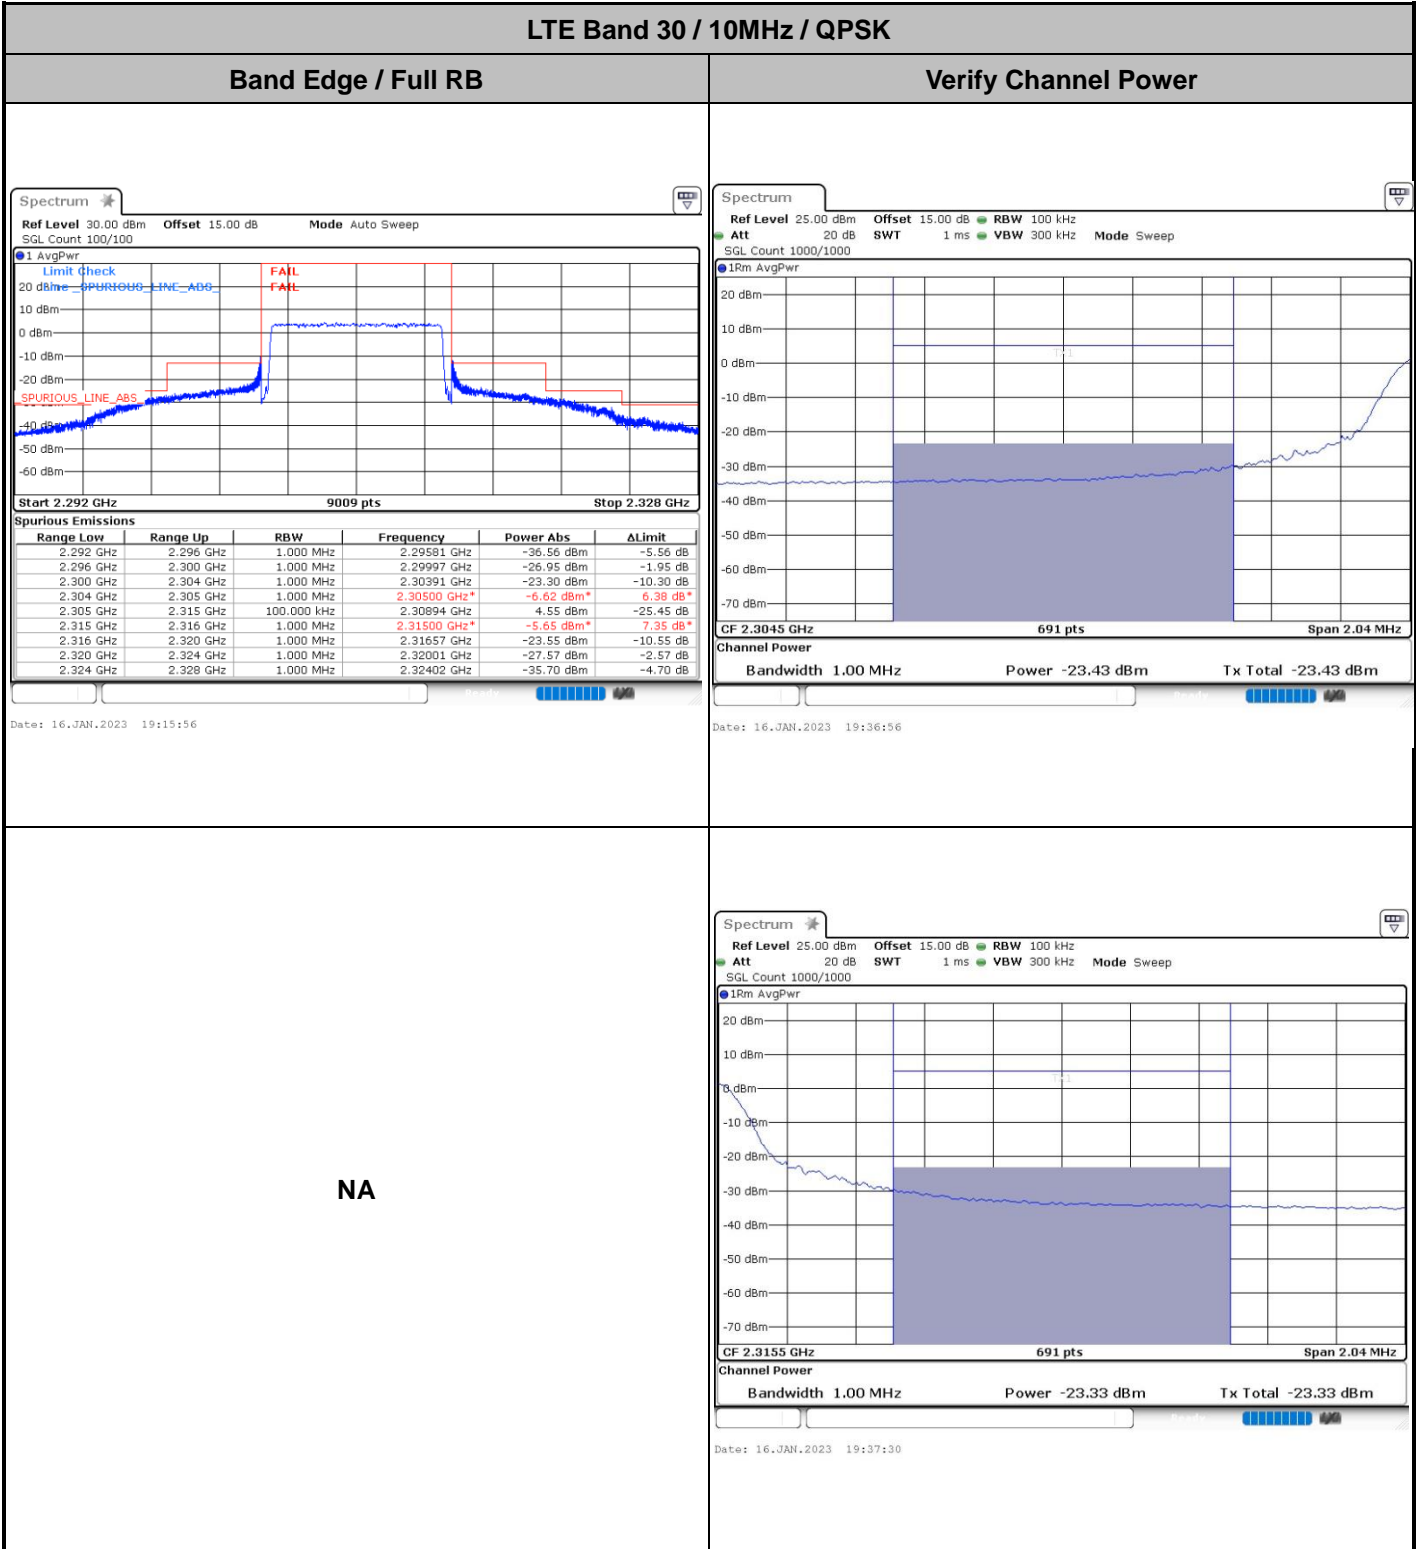 LTE Band 30 / 10MHz / QPSK
Band Edge / Full RB
Verify Channel Power
Spectrum
Ref Level 30.00 dBm Offset 15.00 dB Mode Auto Sweep
SGL Count 100/100
1 AvgPwr
Limit Check FAIL
Line _SPURIOUS_LINE_ABS_ FAIL
20 dBm
10 dBm
0 dBm
-10 dBm
-20 dBm
_SPURIOUS_LINE_ABS_
-40 dBm
-50 dBm
-60 dBm
Start 2.292 GHz 9009 pts Stop 2.328 GHz
Spurious Emissions
Range Low Range Up RBW Frequency Power Abs ΔLimit
2.292 GHz 2.296 GHz 1.000 MHz 2.29581 GHz -36.56 dBm -5.56 dB
2.296 GHz 2.300 GHz 1.000 MHz 2.29997 GHz -26.95 dBm -1.95 dB
2.300 GHz 2.304 GHz 1.000 MHz 2.30391 GHz -23.30 dBm -10.30 dB
2.304 GHz 2.305 GHz 1.000 MHz 2.30500 GHz* -6.62 dBm* 6.38 dB*
2.305 GHz 2.315 GHz 100.000 kHz 2.30894 GHz 4.55 dBm -25.45 dB
2.315 GHz 2.316 GHz 1.000 MHz 2.31500 GHz* -5.65 dBm* 7.35 dB*
2.316 GHz 2.320 GHz 1.000 MHz 2.31657 GHz -23.55 dBm -10.55 dB
2.320 GHz 2.324 GHz 1.000 MHz 2.32001 GHz -27.57 dBm -2.57 dB
2.324 GHz 2.328 GHz 1.000 MHz 2.32402 GHz -35.70 dBm -4.70 dB
Ready
Date: 16.JAN.2023 19:15:56
Spectrum
Ref Level 25.00 dBm Offset 15.00 dB RBW 100 kHz
Att 20 dB SWT 1 ms VBW 300 kHz Mode Sweep
SGL Count 1000/1000
1Rm AvgPwr
20 dBm
10 dBm
Tx1
0 dBm
-10 dBm
-20 dBm
-30 dBm
-40 dBm
-50 dBm
-60 dBm
-70 dBm
CF 2.3045 GHz 691 pts Span 2.04 MHz
Channel Power
Bandwidth 1.00 MHz Power -23.43 dBm Tx Total -23.43 dBm
Ready
Date: 16.JAN.2023 19:36:56
NA
Spectrum
Ref Level 25.00 dBm Offset 15.00 dB RBW 100 kHz
Att 20 dB SWT 1 ms VBW 300 kHz Mode Sweep
SGL Count 1000/1000
1Rm AvgPwr
20 dBm
10 dBm
Tx1
0 dBm
-10 dBm
-20 dBm
-30 dBm
-40 dBm
-50 dBm
-60 dBm
-70 dBm
CF 2.3155 GHz 691 pts Span 2.04 MHz
Channel Power
Bandwidth 1.00 MHz Power -23.33 dBm Tx Total -23.33 dBm
Ready
Date: 16.JAN.2023 19:37:30